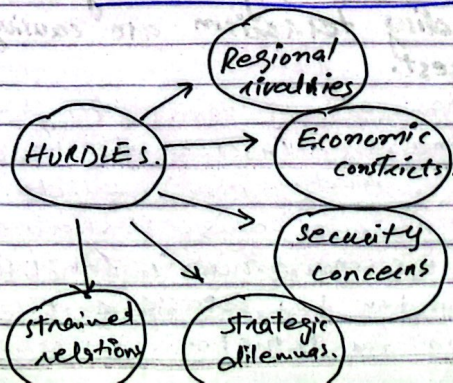 Regional
rivalries
HURDLES.
Economic
constricts
security
concerns
strained
relations
strategic
dilemmas.